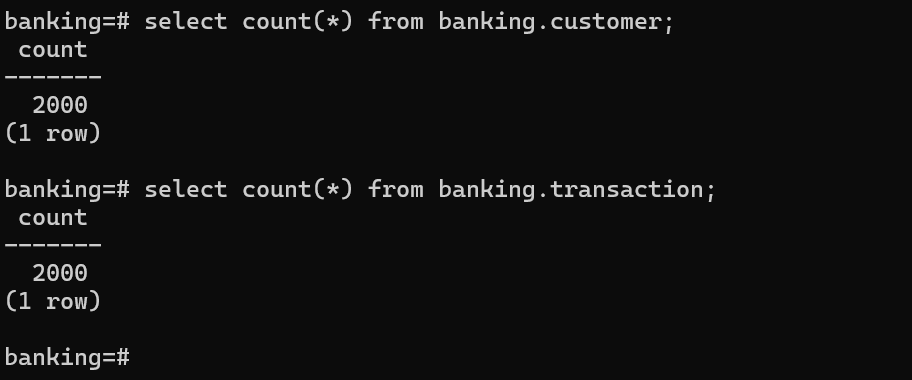 banking=# select count(*) from banking.customer;
 count
-------
  2000
(1 row)

banking=# select count(*) from banking.transaction;
 count
-------
  2000
(1 row)

banking=#